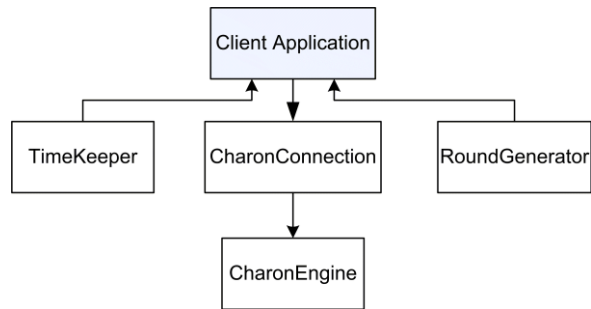 Client Application
TimeKeeper
CharonConnection
RoundGenerator
CharonEngine